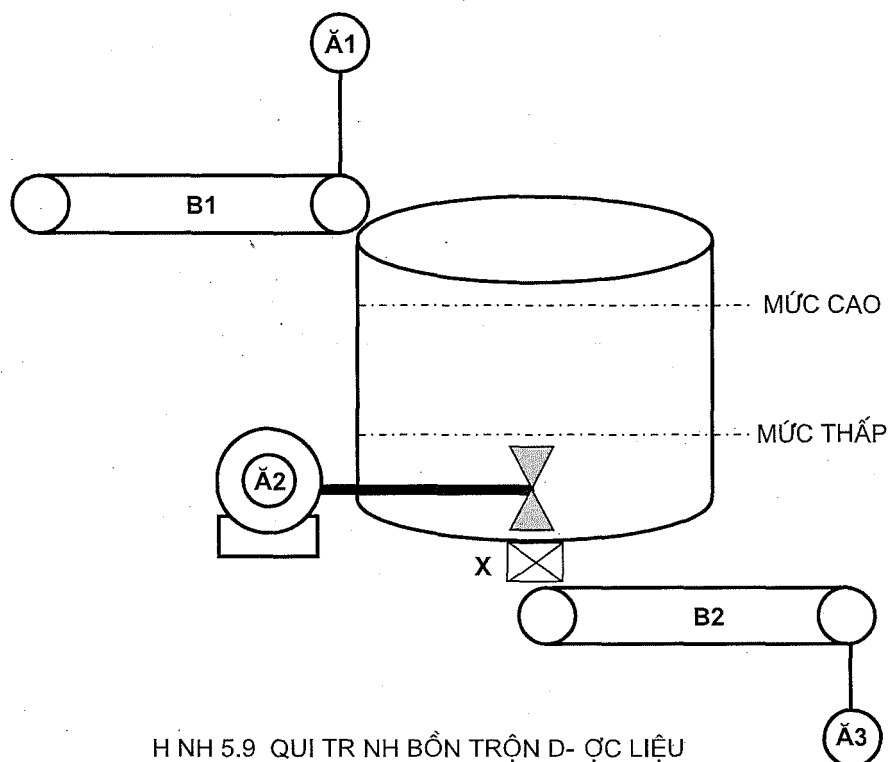 Ă1
B1
MỨC CAO
MỨC THẤP
Ă2
X
B2
Ă3
H NH 5.9 QUI TR NH BỒN TRỘN D- ỢC LIỆU